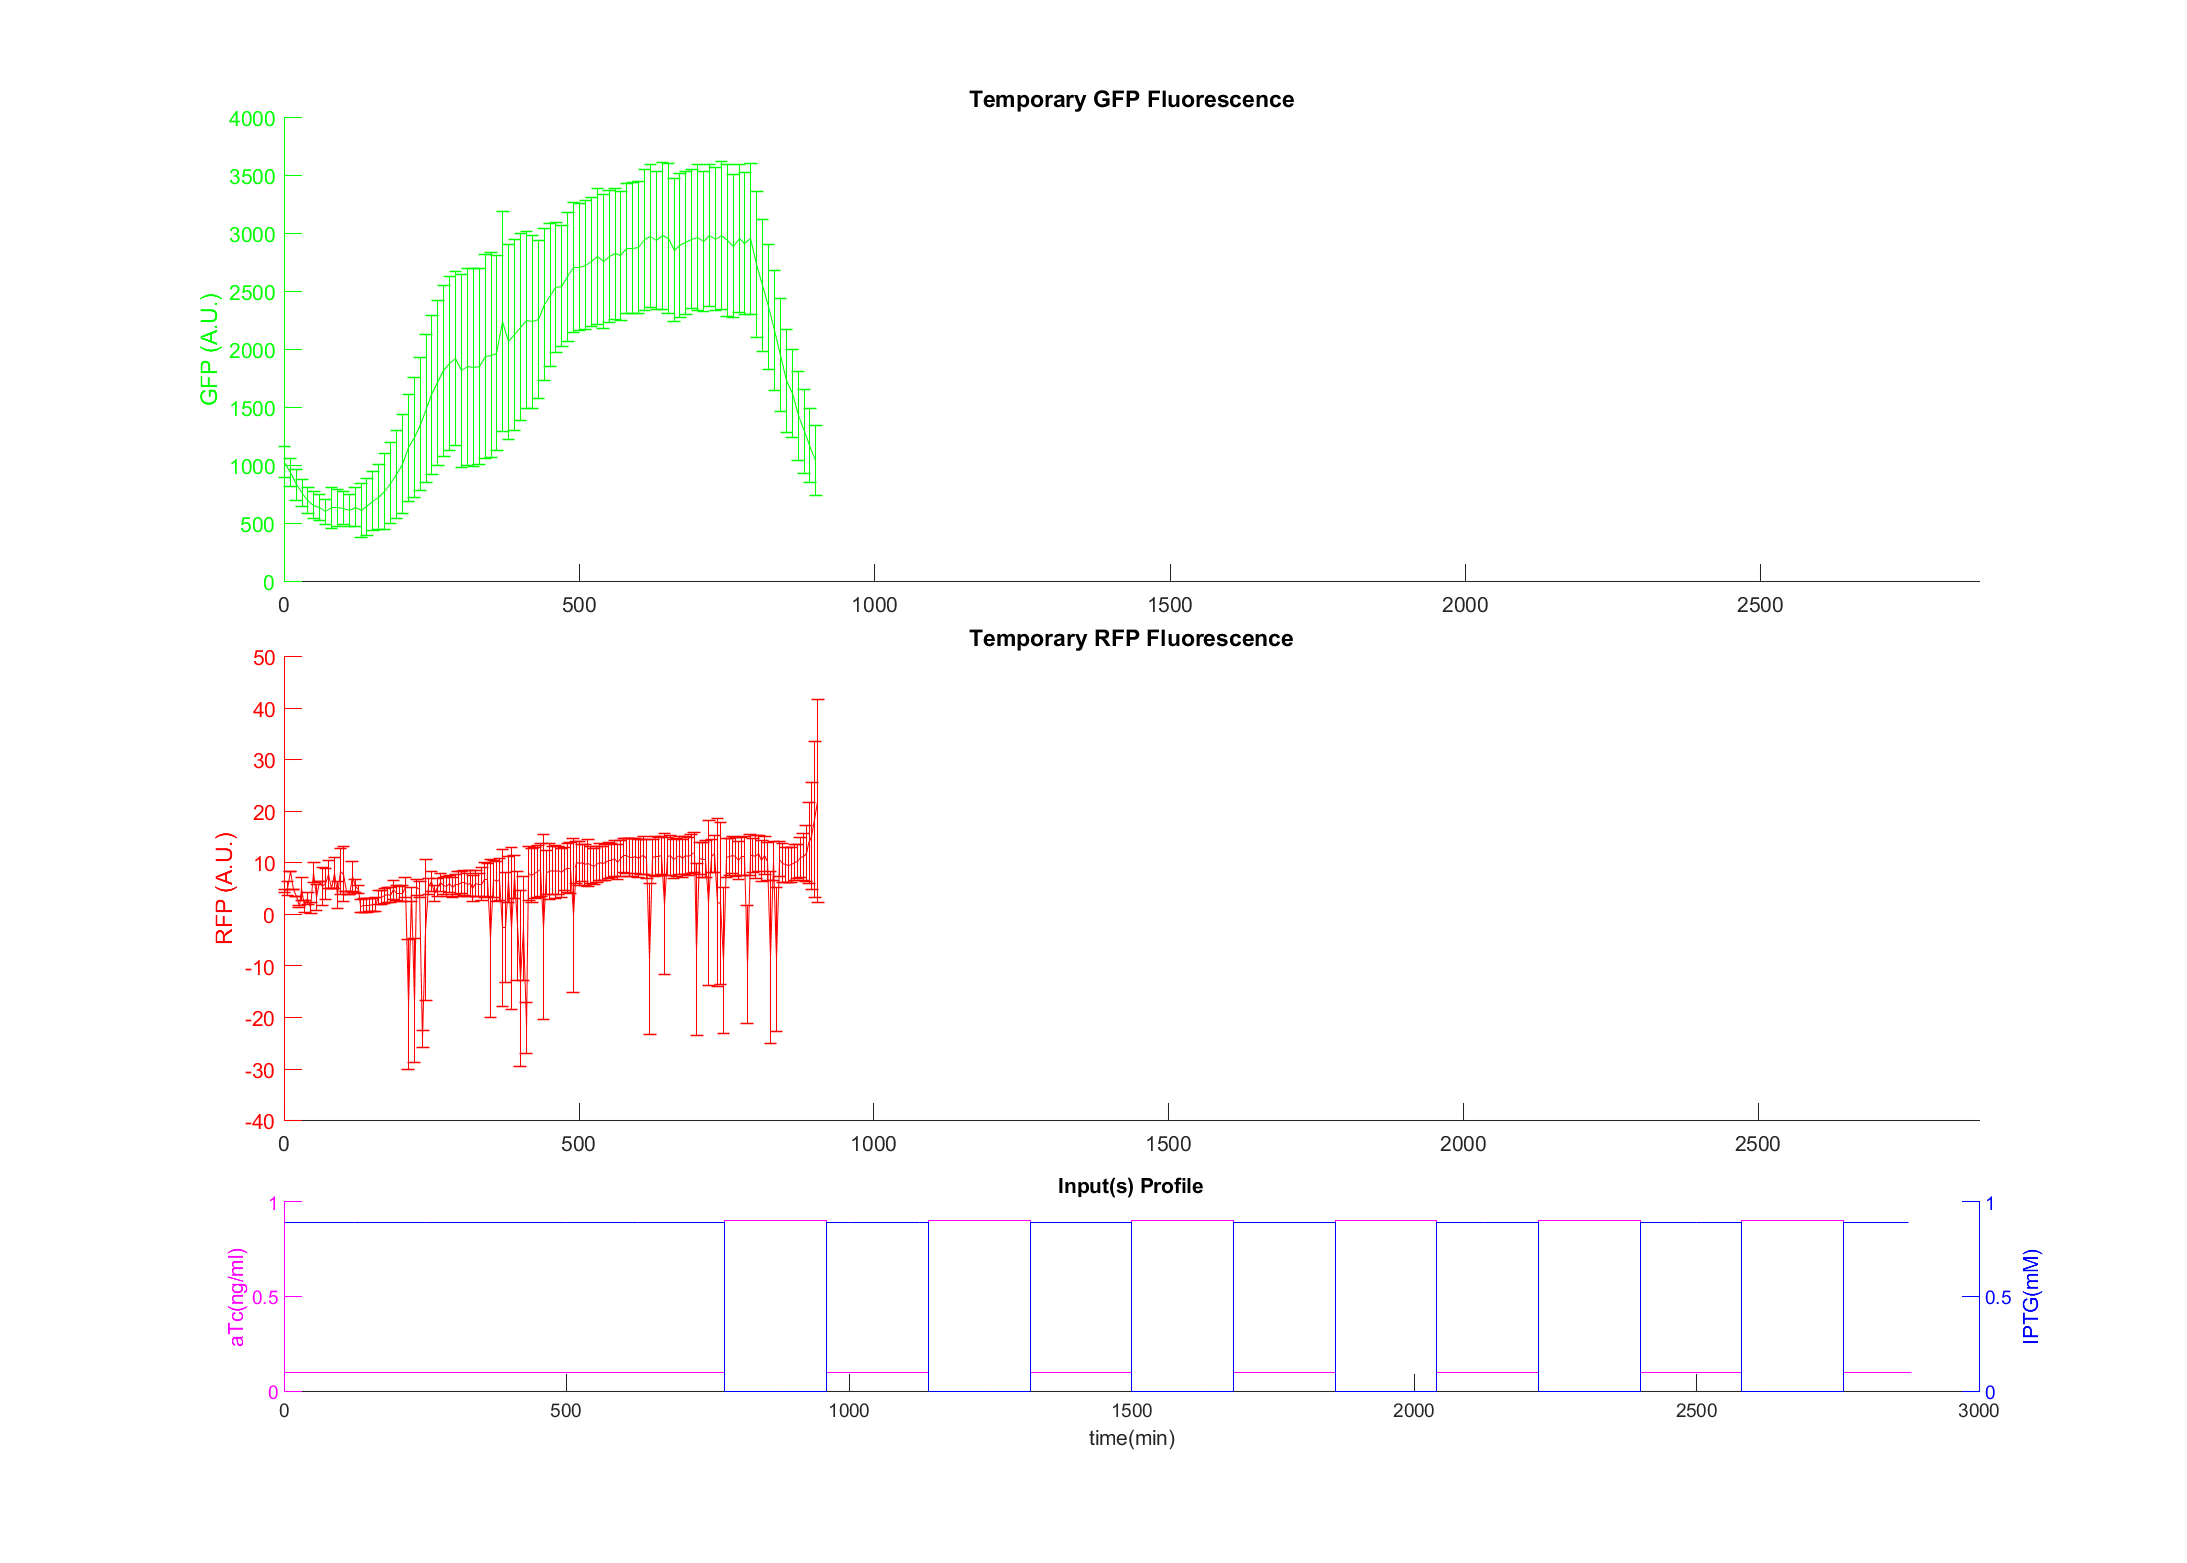 Temporary GFP Fluorescence
4000
3500
3000
2500
2000
1500
1000
500
0
GFP (A.U.)
0 500 1000 1500 2000 2500
Temporary RFP Fluorescence
50
40
30
20
10
0
-10
-20
-30
-40
RFP (A.U.)
0 500 1000 1500 2000 2500
Input(s) Profile
1
0.5
0
aTc(ng/ml)
1
0.5
0
IPTG(mM)
0 500 1000 1500 2000 2500 3000
time(min)